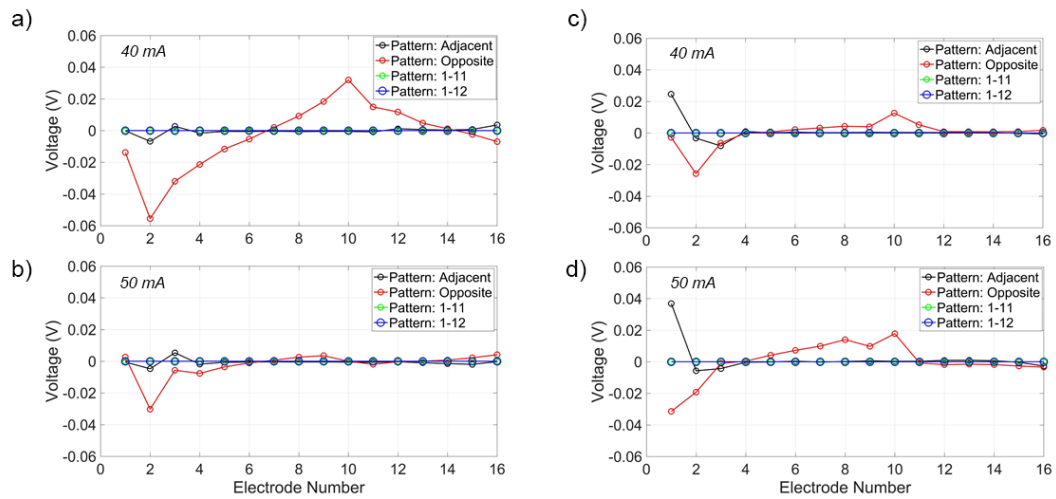 a)
40 mA
Pattern: Adjacent
Pattern: Opposite
Pattern: 1-11
Pattern: 1-12
Voltage (V)
0.06
0.04
0.02
0
-0.02
-0.04
-0.06
0 2 4 6 8 10 12 14 16
b)
50 mA
Pattern: Adjacent
Pattern: Opposite
Pattern: 1-11
Pattern: 1-12
Voltage (V)
0.06
0.04
0.02
0
-0.02
-0.04
-0.06
0 2 4 6 8 10 12 14 16
Electrode Number
c)
40 mA
Pattern: Adjacent
Pattern: Opposite
Pattern: 1-11
Pattern: 1-12
Voltage (V)
0.06
0.04
0.02
0
-0.02
0.04
-0.06
0 2 4 6 8 10 12 14 16
d)
50 mA
Pattern: Adjacent
Pattern: Opposite
Pattern: 1-11
Pattern: 1-12
Voltage (V)
0.06
0.04
0.02
0
-0.02
-0.04
-0.06
0 2 4 6 8 10 12 14 16
Electrode Number